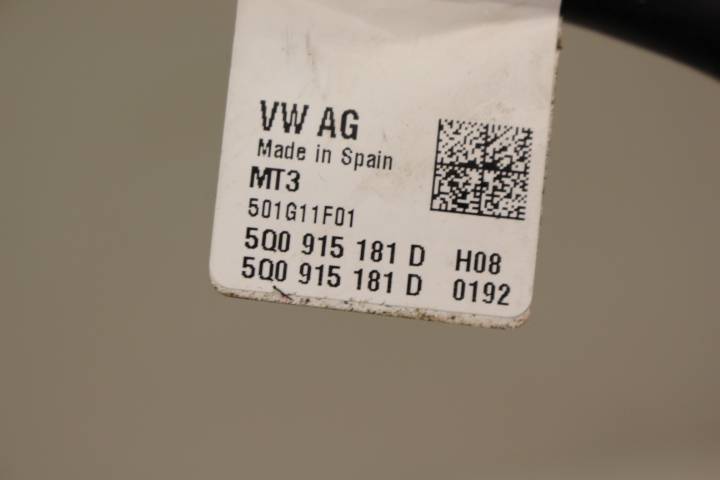 VW AG
Made in Spain
MT3
501G11F01
5Q0 915 181 D H08
5Q0 915 181 D 0192